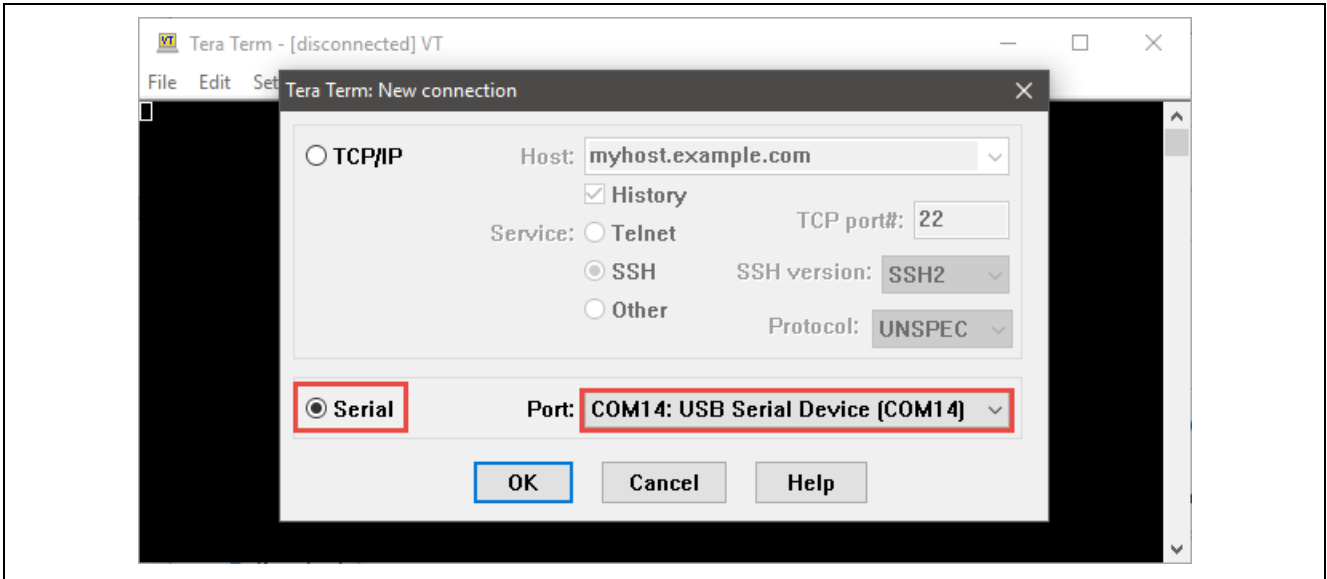 VT Tera Term - [disconnected] VT
File Edit Set
Tera Term: New connection
TCP/IP Host: myhost.example.com
History
TCP port#: 22
Service: Telnet
SSH SSH version: SSH2
Other
Protocol: UNSPEC
Serial Port: COM14: USB Serial Device (COM14)
OK Cancel Help